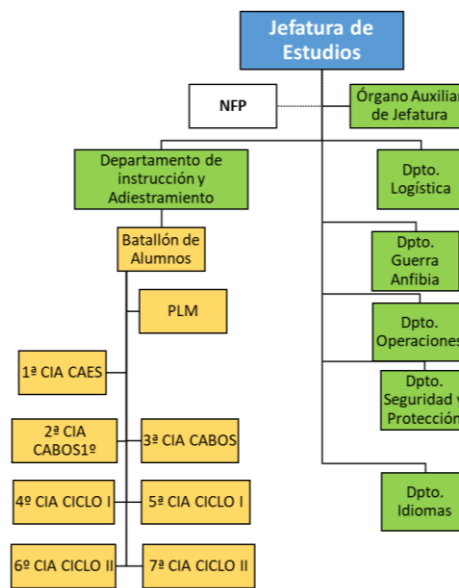 Jefatura de
Estudios
NFP
Órgano Auxiliar
de Jefatura
Departamento de
instrucción y
Adiestramiento
Dpto.
Logística
Batallón de
Alumnos
Dpto.
Guerra
Anfibia
PLM
Dpto.
Operaciones
1ª CIA CAES
Dpto.
Seguridad y
Protección
2ª CIA
CABOS1º
3ª CIA CABOS
4º CIA CICLO I
5ª CIA CICLO I
Dpto.
Idiomas
6º CIA CICLO II
7ª CIA CICLO II